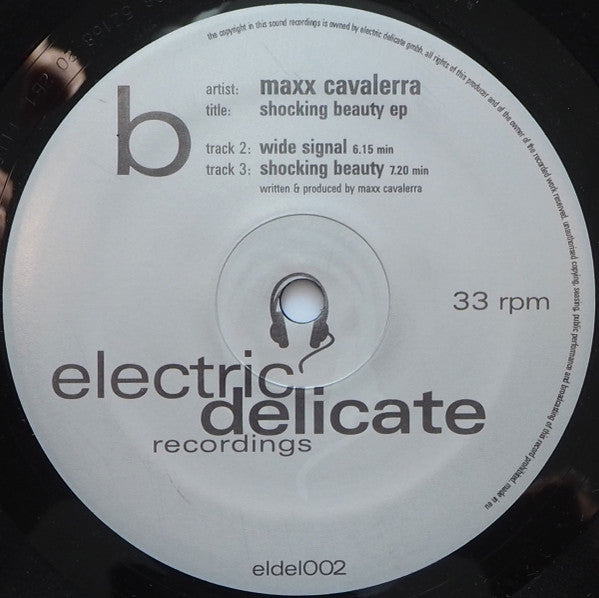 the copyright in this sound recordings is owned by electric delicate gmbh, all rights of this producer and of the owner of the recorded work reserved. unauthorized copying, public performance and broadcasting of this record prohibited. made in eu
b
artist: maxx cavalerra
title: shocking beauty ep
track 2: wide signal 6.15 min
track 3: shocking beauty 7.20 min
written & produced by maxx cavalerra
33 rpm
electric
delicate
recordings
eldel002